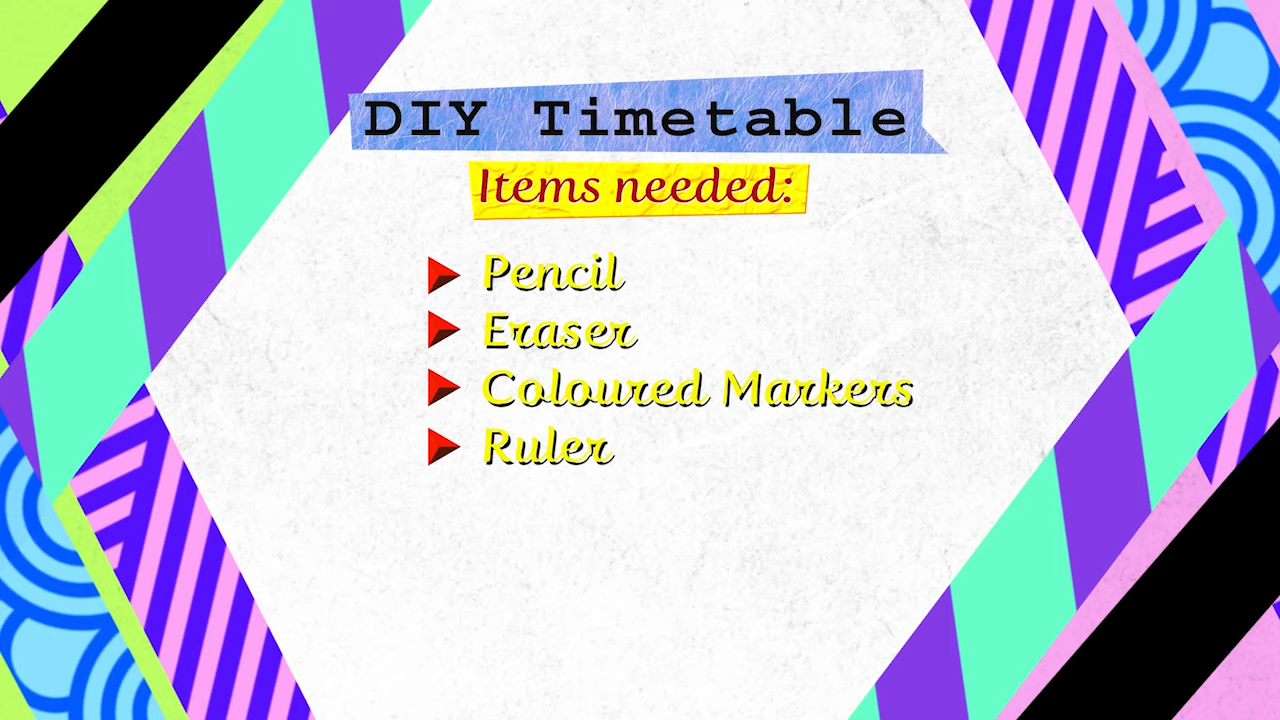 DIY Timetable
Items needed:
Pencil
Eraser
Coloured Markers
Ruler